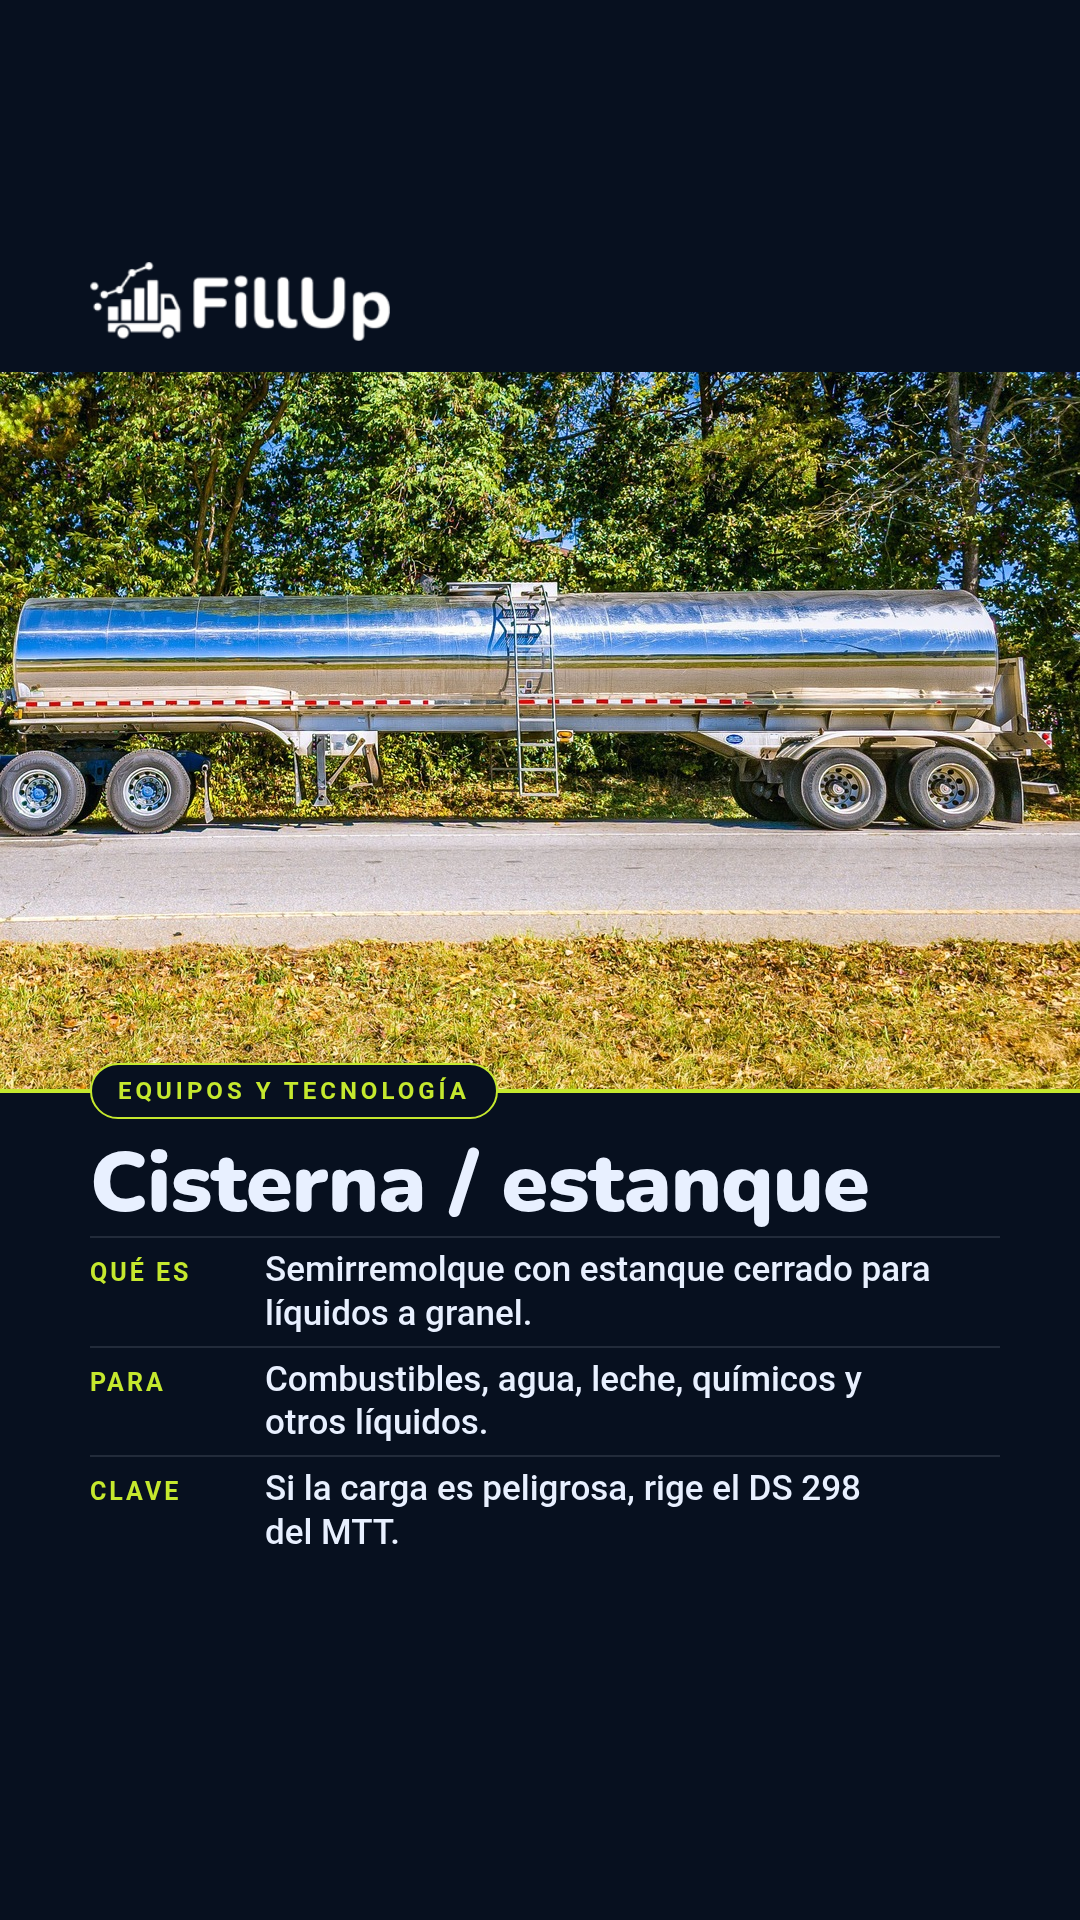 FillUp
EQUIPOS Y TECNOLOGÍA
Cisterna / estanque
QUÉ ES
Semirremolque con estanque cerrado para
líquidos a granel.
PARA
Combustibles, agua, leche, químicos y
otros líquidos.
CLAVE
Si la carga es peligrosa, rige el DS 298
del MTT.